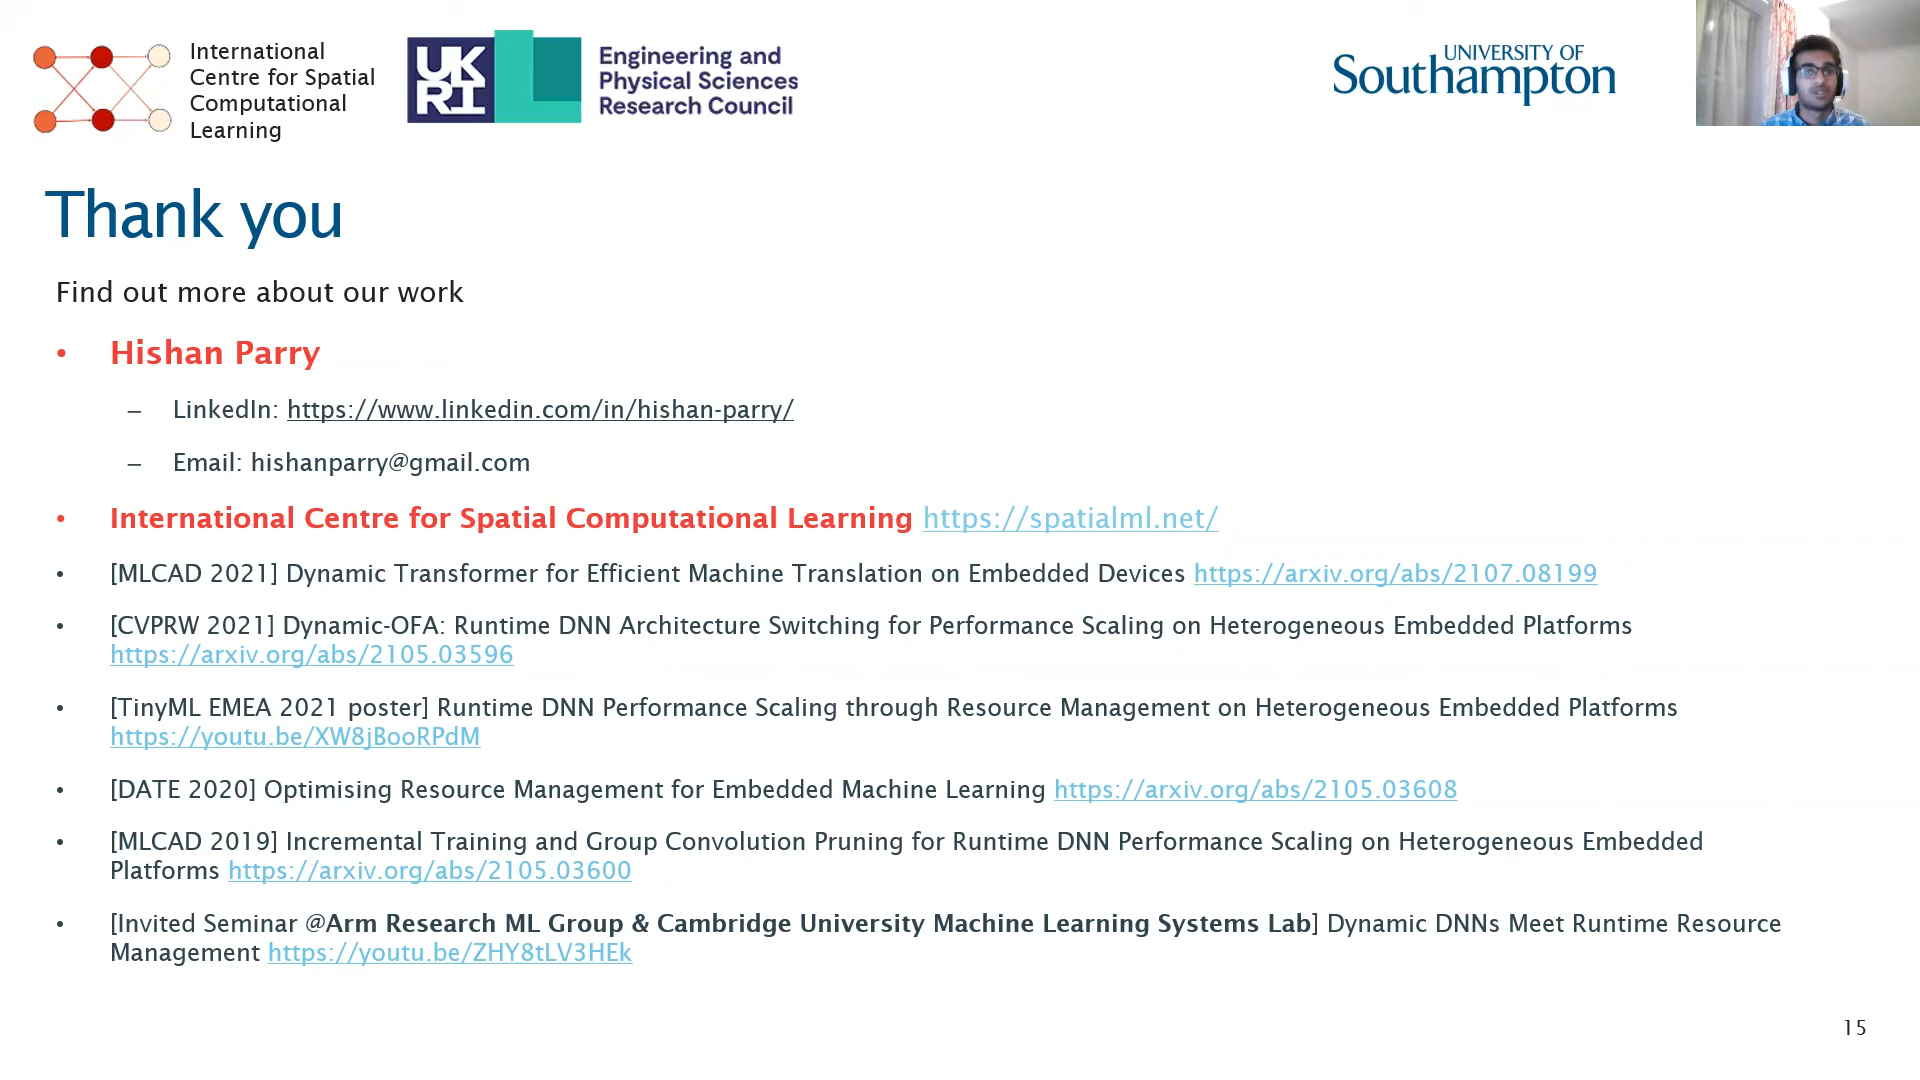 International
Centre for Spatial
Computational
Learning
UK
RI
Engineering and
Physical Sciences
Research Council
UNIVERSITY OF
Southampton
Thank you
Find out more about our work
• Hishan Parry
– LinkedIn: https://www.linkedin.com/in/hishan-parry/
– Email: hishanparry@gmail.com
• International Centre for Spatial Computational Learning https://spatialml.net/
• [MLCAD 2021] Dynamic Transformer for Efficient Machine Translation on Embedded Devices https://arxiv.org/abs/2107.08199
• [CVPRW 2021] Dynamic-OFA: Runtime DNN Architecture Switching for Performance Scaling on Heterogeneous Embedded Platforms
https://arxiv.org/abs/2105.03596
• [TinyML EMEA 2021 poster] Runtime DNN Performance Scaling through Resource Management on Heterogeneous Embedded Platforms
https://youtu.be/XW8jBooRPdM
• [DATE 2020] Optimising Resource Management for Embedded Machine Learning https://arxiv.org/abs/2105.03608
• [MLCAD 2019] Incremental Training and Group Convolution Pruning for Runtime DNN Performance Scaling on Heterogeneous Embedded
Platforms https://arxiv.org/abs/2105.03600
• [Invited Seminar @Arm Research ML Group & Cambridge University Machine Learning Systems Lab] Dynamic DNNs Meet Runtime Resource
Management https://youtu.be/ZHY8tLV3HEk
15